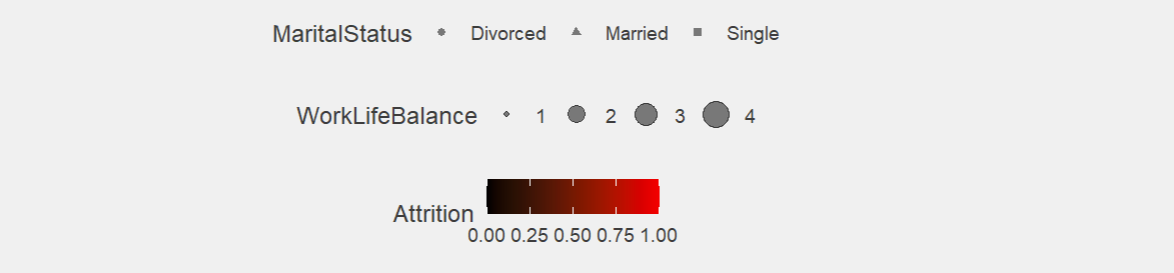 MaritalStatus Divorced Married Single
WorkLifeBalance 1 2 3 4
Attrition
0.00 0.25 0.50 0.75 1.00